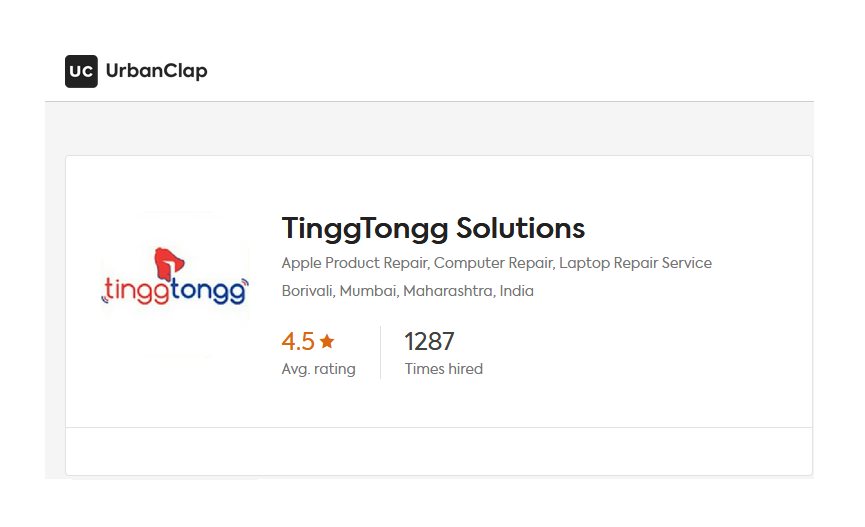 UC UrbanClap
tinggtongg
TinggTongg Solutions
Apple Product Repair, Computer Repair, Laptop Repair Service
Borivali, Mumbai, Maharashtra, India
4.5 ★
Avg. rating
1287
Times hired